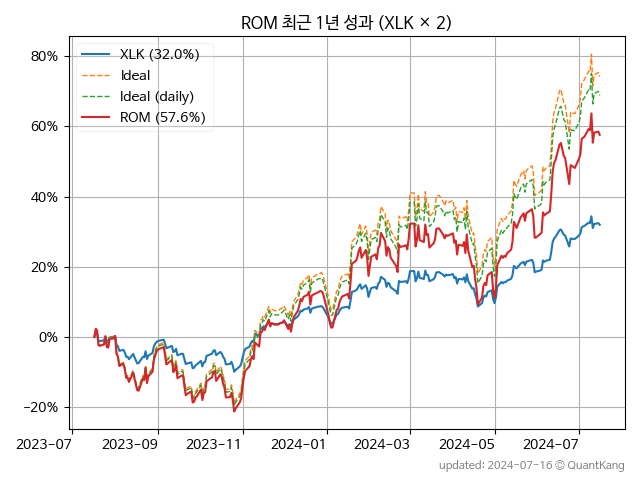 ROM 최근 1년 성과 (XLK × 2)
XLK (32.0%)
Ideal
Ideal (daily)
ROM (57.6%)
80%
60%
40%
20%
0%
−20%
2023-07
2023-09
2023-11
2024-01
2024-03
2024-05
2024-07
updated: 2024-07-16 © QuantKang